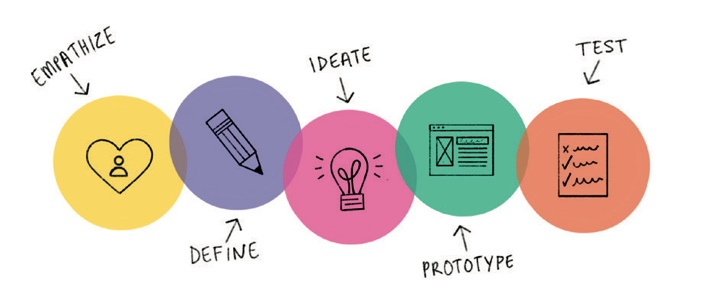 EMPATHIZE
DEFINE
IDEATE
PROTOTYPE
TEST